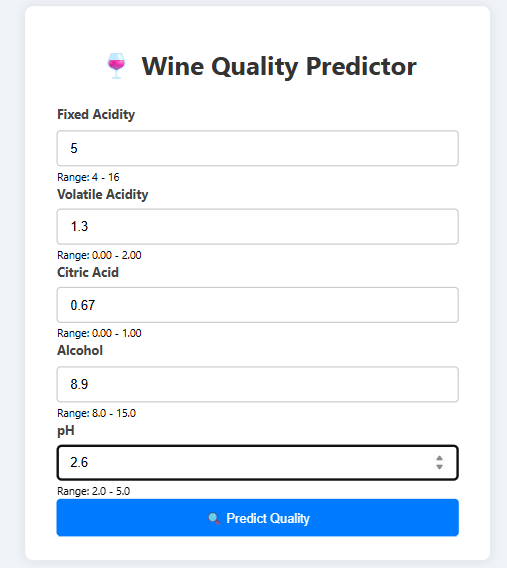 Wine Quality Predictor
Fixed Acidity
5
Range: 4 - 16
Volatile Acidity
1.3
Range: 0.00 - 2.00
Citric Acid
0.67
Range: 0.00 - 1.00
Alcohol
8.9
Range: 8.0 - 15.0
pH
2.6
Range: 2.0 - 5.0
Predict Quality